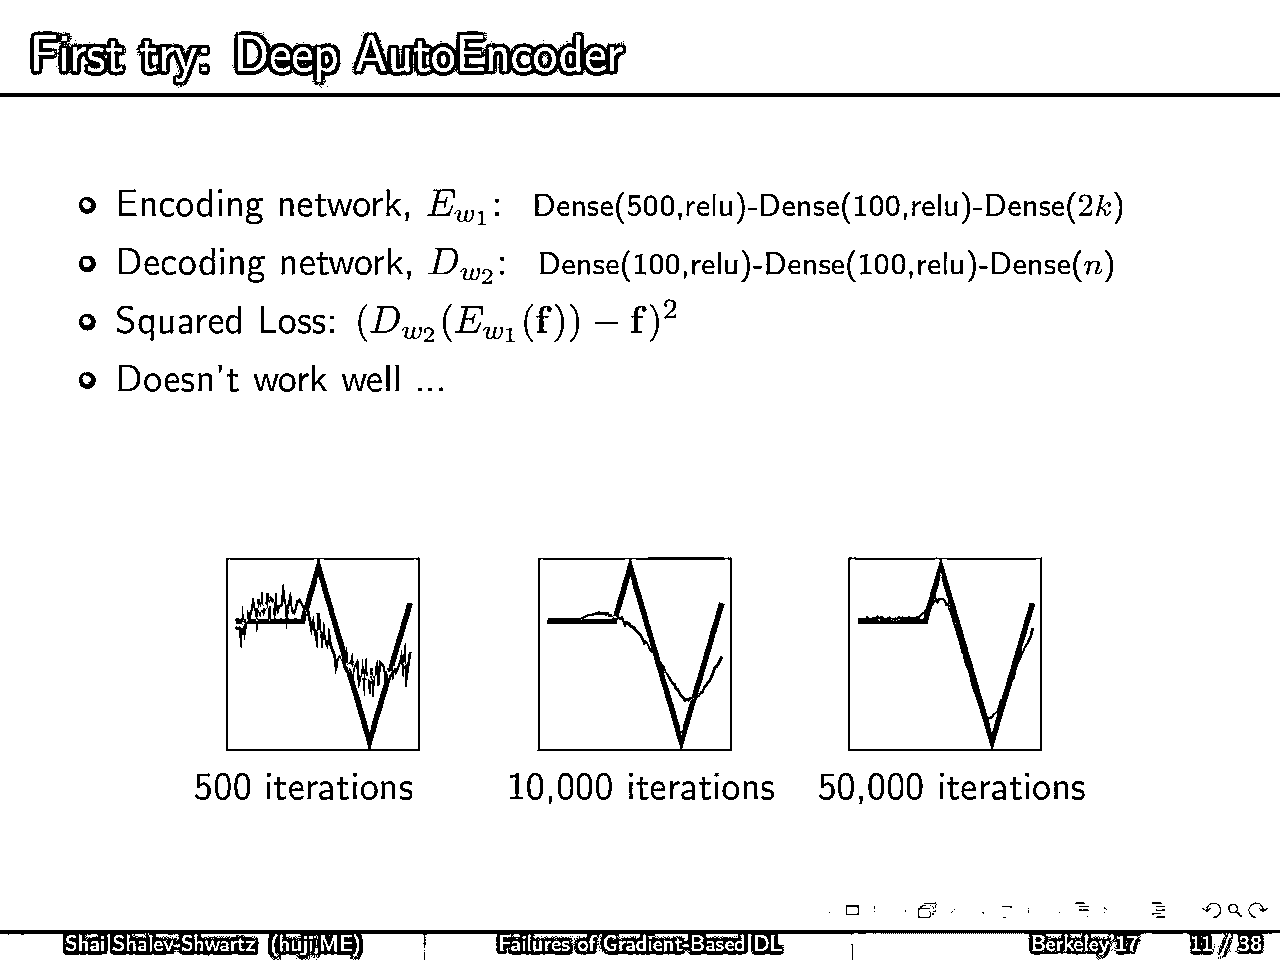 First try: Deep AutoEncoder
Encoding network, E_{w_1}: Dense(500,relu)-Dense(100,relu)-Dense(2k)
Decoding network, D_{w_2}: Dense(100,relu)-Dense(100,relu)-Dense(n)
Squared Loss: (D_{w_2}(E_{w_1}(f)) − f)^2
Doesn't work well ...
500 iterations 10,000 iterations 50,000 iterations
Shai Shalev-Shwartz (huji,ME) Failures of Gradient-Based DL Berkeley'17 11 / 38